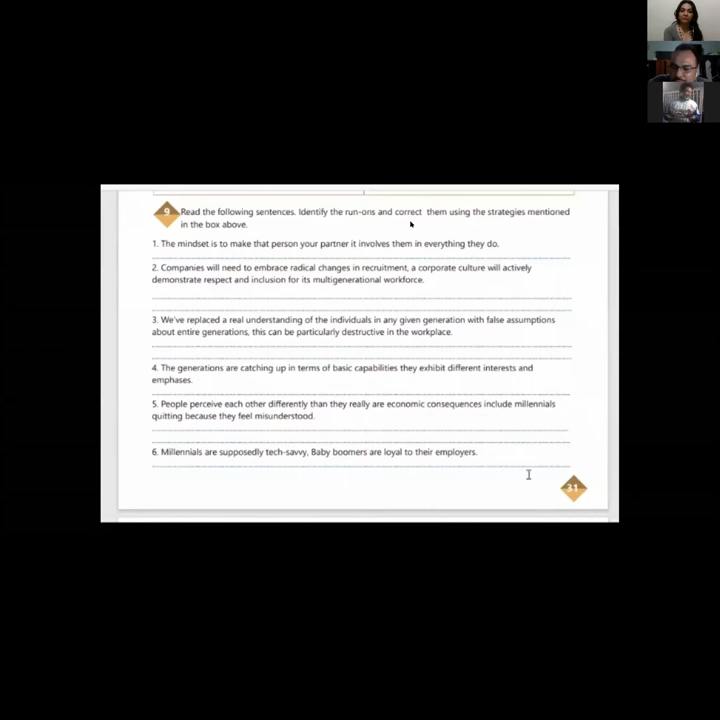 9 Read the following sentences. Identify the run-ons and correct them using the strategies mentioned
in the box above.
1. The mindset is to make that person your partner it involves them in everything they do.
2. Companies will need to embrace radical changes in recruitment, a corporate culture will actively
demonstrate respect and inclusion for its multigenerational workforce.
3. We've replaced a real understanding of the individuals in any given generation with false assumptions
about entire generations, this can be particularly destructive in the workplace.
4. The generations are catching up in terms of basic capabilities they exhibit different interests and
emphases.
5. People perceive each other differently than they really are economic consequences include millennials
quitting because they feel misunderstood.
6. Millennials are supposedly tech-savvy, Baby boomers are loyal to their employers.
31